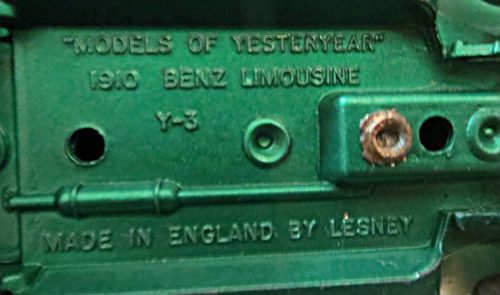 "MODELS OF YESTERYEAR"
1910 BENZ LIMOUSINE
Y-3
MADE IN ENGLAND BY LESNEY